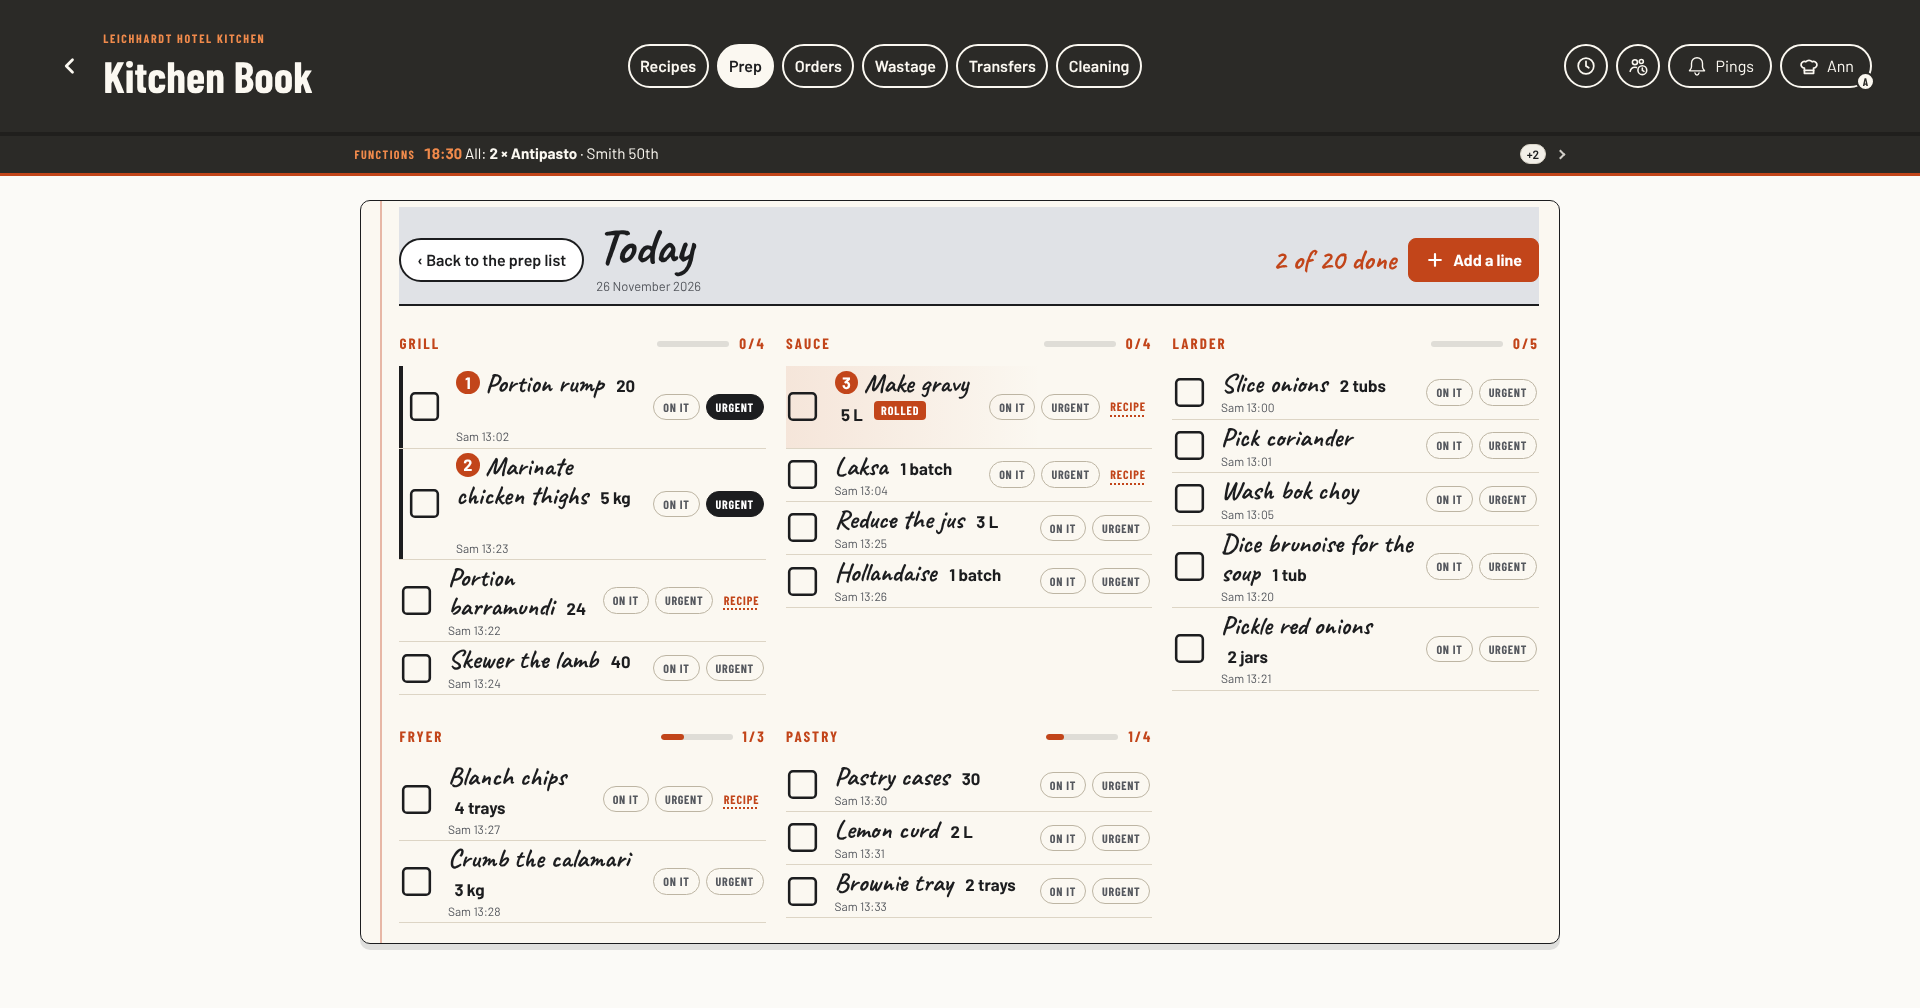 LEICHHARDT HOTEL KITCHEN
Kitchen Book
Recipes Prep Orders Wastage Transfers Cleaning
Pings Ann A
FUNCTIONS 18:30 All: 2 × Antipasto · Smith 50th +2
‹ Back to the prep list
Today
26 November 2026
2 of 20 done
+ Add a line
GRILL 0/4
1 Portion rump 20
ON IT URGENT
Sam 13:02
2 Marinate
chicken thighs 5 kg
ON IT URGENT
Sam 13:23
Portion
barramundi 24
ON IT URGENT RECIPE
Sam 13:22
Skewer the lamb 40
ON IT URGENT
Sam 13:24
SAUCE 0/4
3 Make gravy
5 L ROLLED
ON IT URGENT RECIPE
Laksa 1 batch
ON IT URGENT RECIPE
Sam 13:04
Reduce the jus 3 L
ON IT URGENT
Sam 13:25
Hollandaise 1 batch
ON IT URGENT
Sam 13:26
LARDER 0/5
Slice onions 2 tubs
ON IT URGENT
Sam 13:00
Pick coriander
ON IT URGENT
Sam 13:01
Wash bok choy
ON IT URGENT
Sam 13:05
Dice brunoise for the
soup 1 tub
ON IT URGENT
Sam 13:20
Pickle red onions
2 jars
ON IT URGENT
Sam 13:21
FRYER 1/3
Blanch chips
4 trays
ON IT URGENT RECIPE
Sam 13:27
Crumb the calamari
3 kg
ON IT URGENT
Sam 13:28
PASTRY 1/4
Pastry cases 30
ON IT URGENT
Sam 13:30
Lemon curd 2 L
ON IT URGENT
Sam 13:31
Brownie tray 2 trays
ON IT URGENT
Sam 13:33